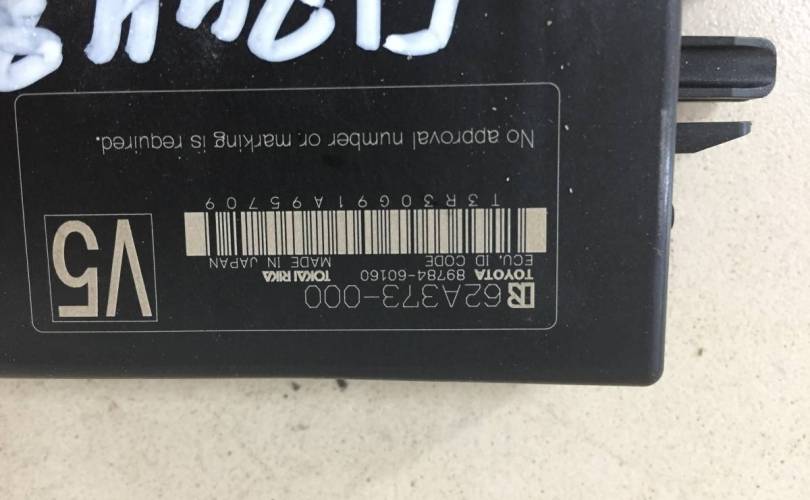 62A373-000
TOYOTA 89784-60160 TOKAI RIKA
ECU, ID CODE MADE IN JAPAN
T3R30G91A95709
V5
No approval number or marking is required.